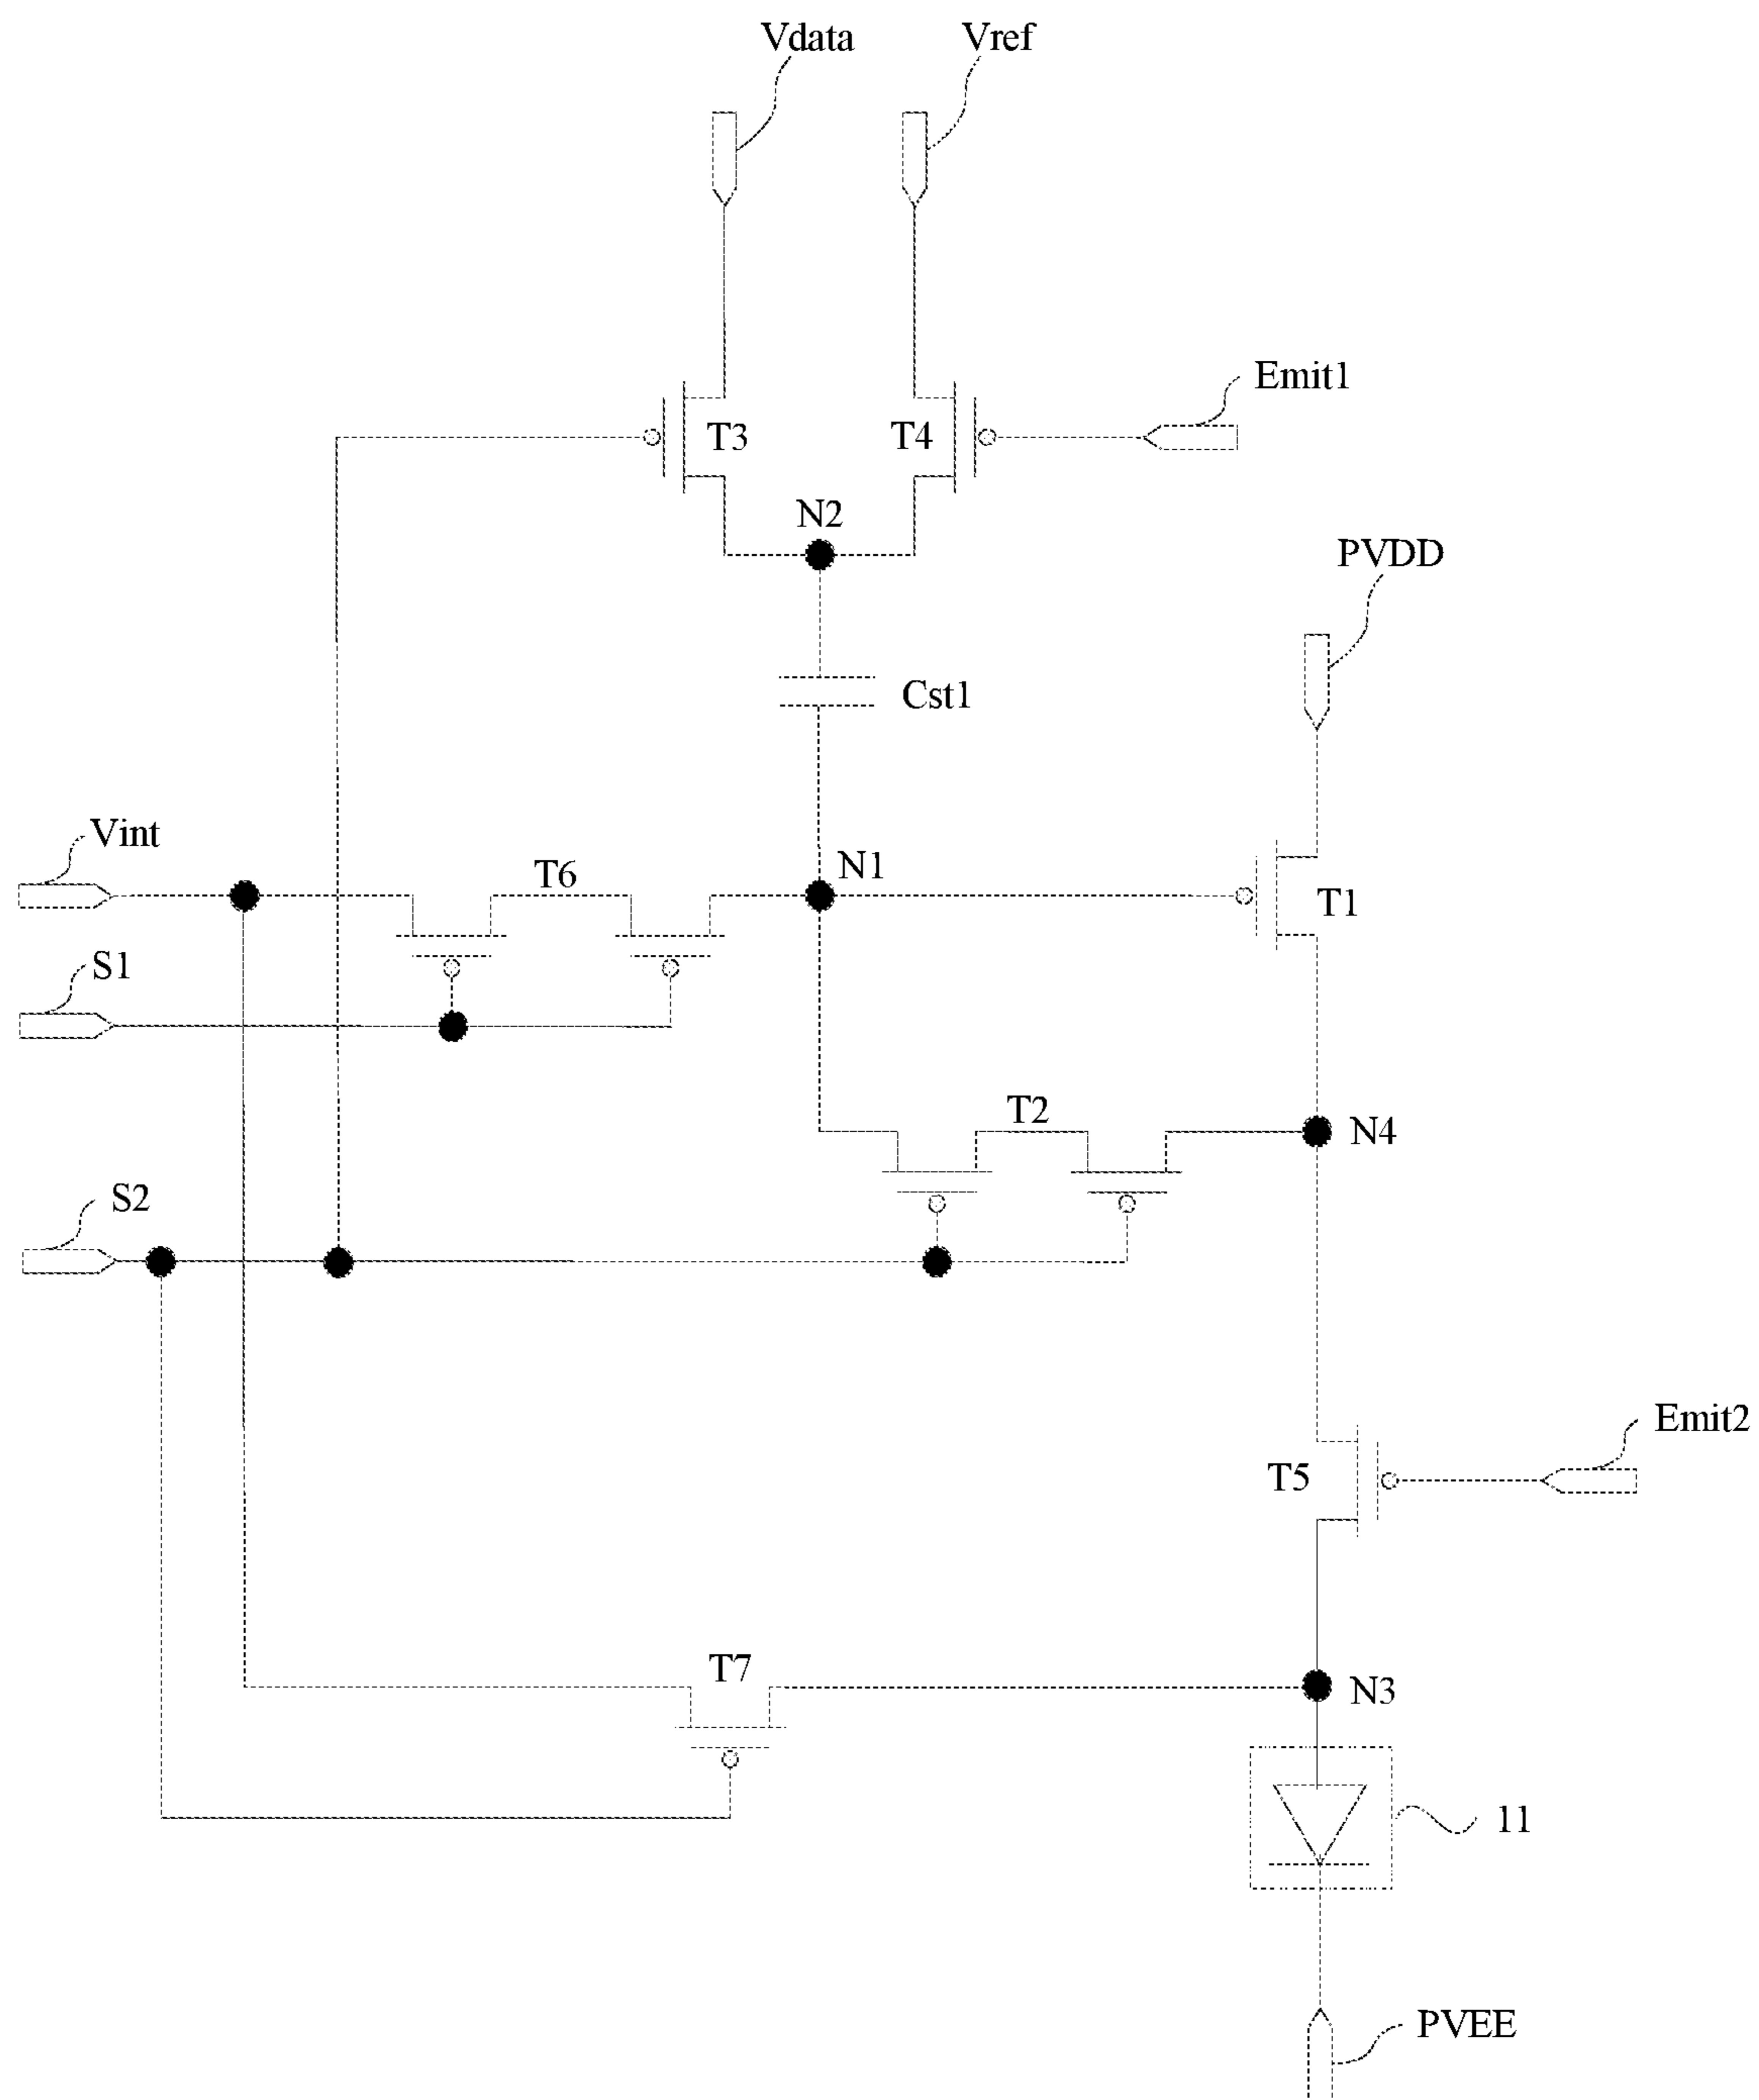 Vdata
Vref
Emit1
T3
T4
N2
PVDD
Cst1
Vint
T6
N1
T1
S1
T2
N4
S2
Emit2
T5
T7
N3
11
PVEE